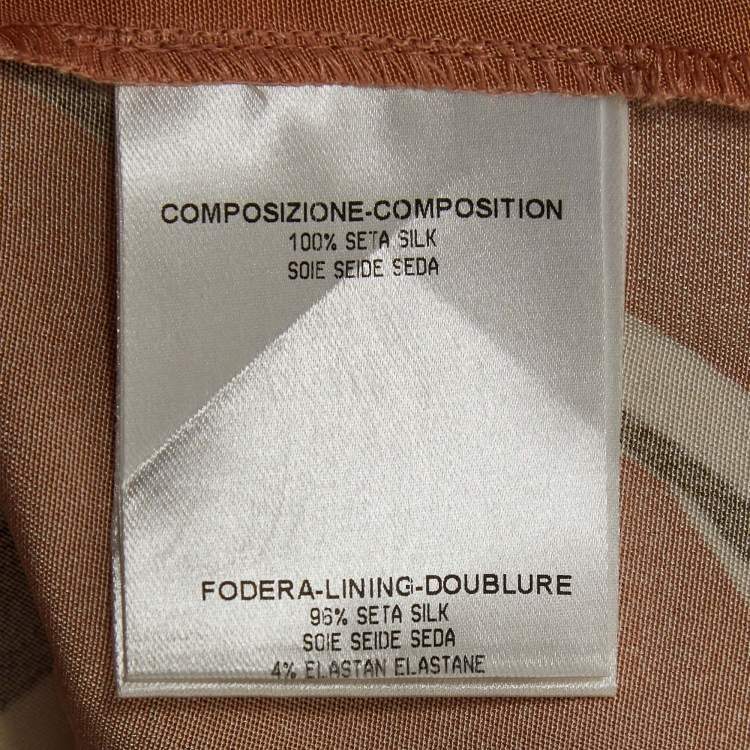 COMPOSIZIONE-COMPOSITION
100% SETA SILK
SOIE SEIDE SEDA
FODERA-LINING-DOUBLURE
96% SETA SILK
SOIE SEIDE SEDA
4% ELASTAN ELASTANE